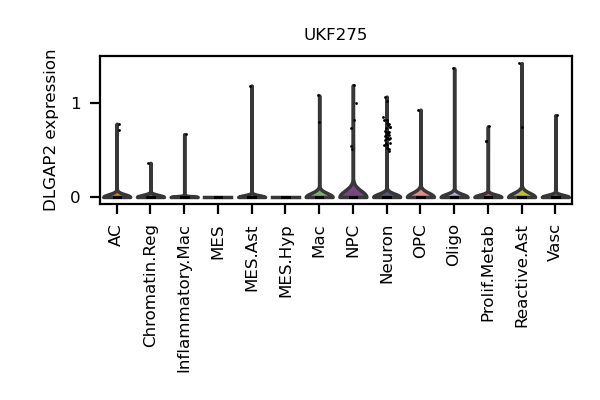 UKF275
DLGAP2 expression
1
0
AC
Chromatin.Reg
Inflammatory.Mac
MES
MES.Ast
MES.Hyp
Mac
NPC
Neuron
OPC
Oligo
Prolif.Metab
Reactive.Ast
Vasc